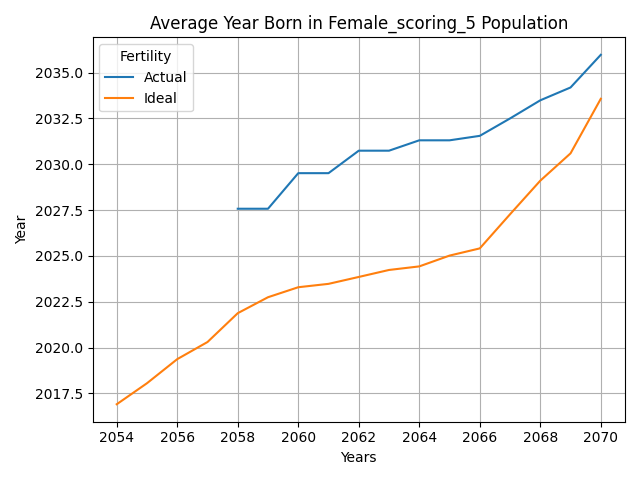 Average Year Born in Female_scoring_5 Population
Fertility
Actual
Ideal
2035.0
2032.5
2030.0
2027.5
2025.0
2022.5
2020.0
2017.5
Year
2054 2056 2058 2060 2062 2064 2066 2068 2070
Years